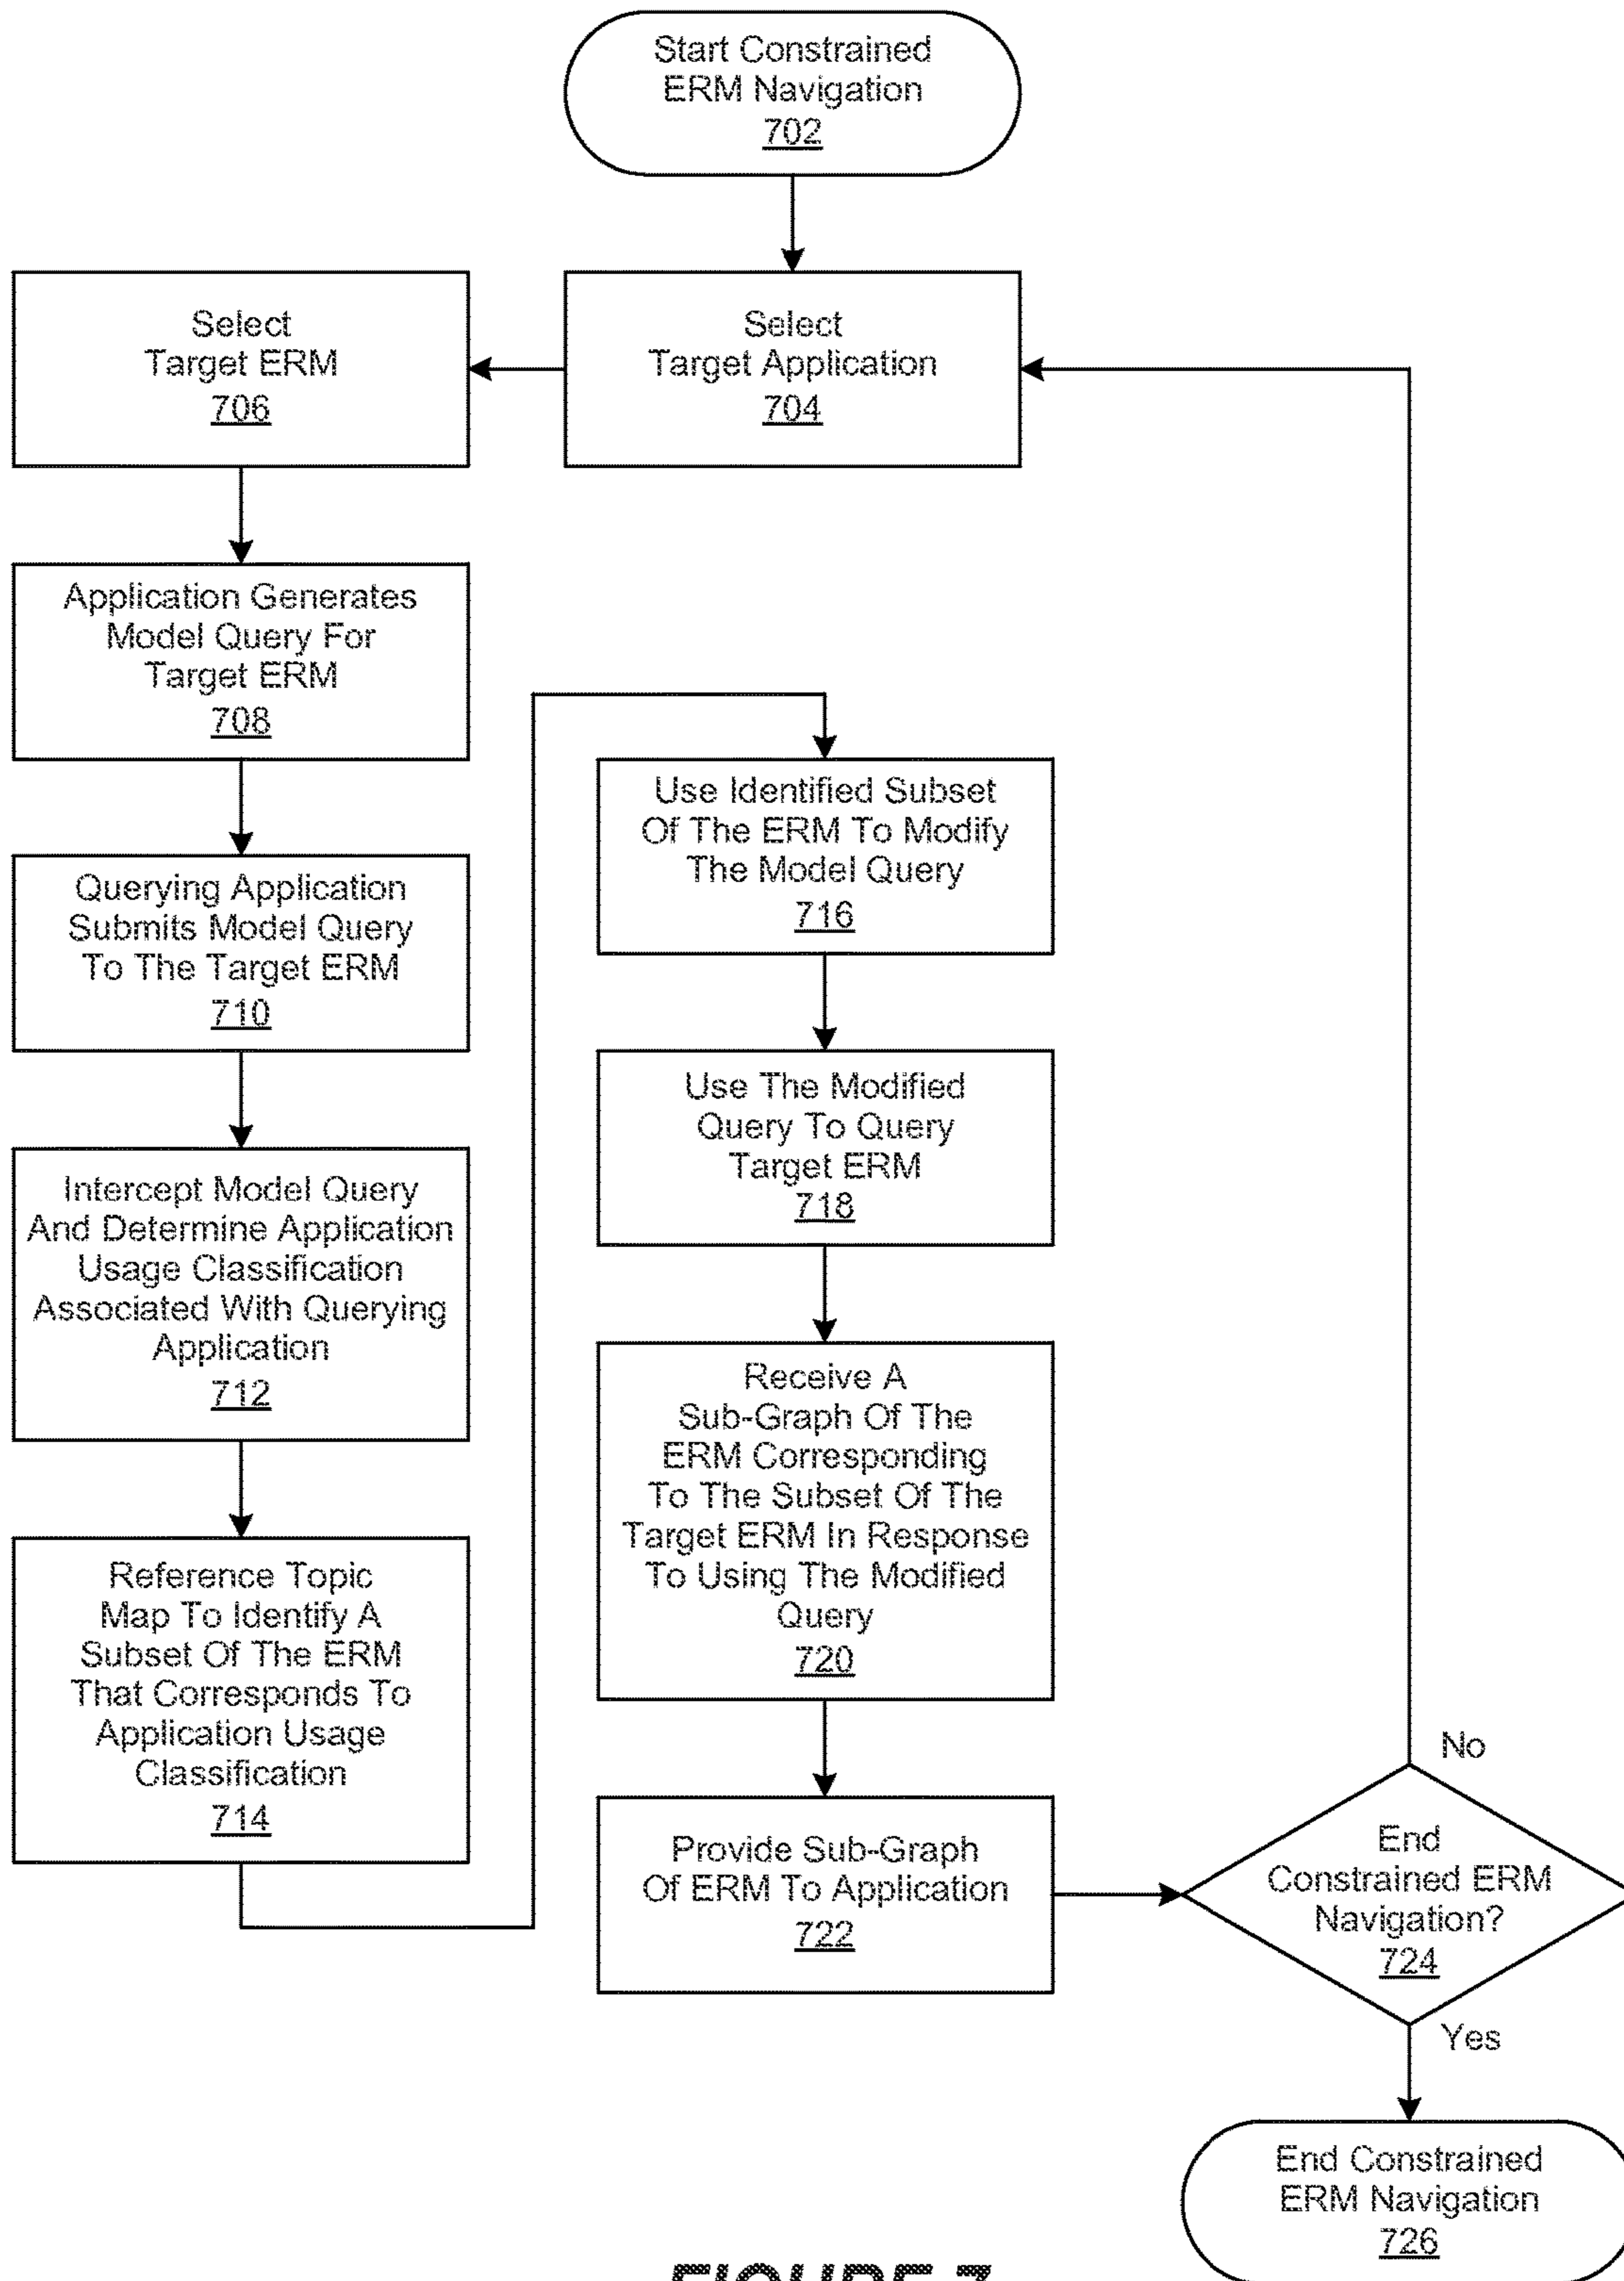 Start Constrained
ERM Navigation
702
Select
Target Application
704
Select
Target ERM
706
Application Generates
Model Query For
Target ERM
708
Querying Application
Submits Model Query
To The Target ERM
710
Intercept Model Query
And Determine Application
Usage Classification
Associated With Querying
Application
712
Reference Topic
Map To Identify A
Subset Of The ERM
That Corresponds To
Application Usage
Classification
714
Use Identified Subset
Of The ERM To Modify
The Model Query
716
Use The Modified
Query To Query
Target ERM
718
Receive A
Sub-Graph Of The
ERM Corresponding
To The Subset Of The
Target ERM In Response
To Using The Modified
Query
720
Provide Sub-Graph
Of ERM To Application
722
No
End
Constrained ERM
Navigation?
724
Yes
End Constrained
ERM Navigation
726
FIGURE 7